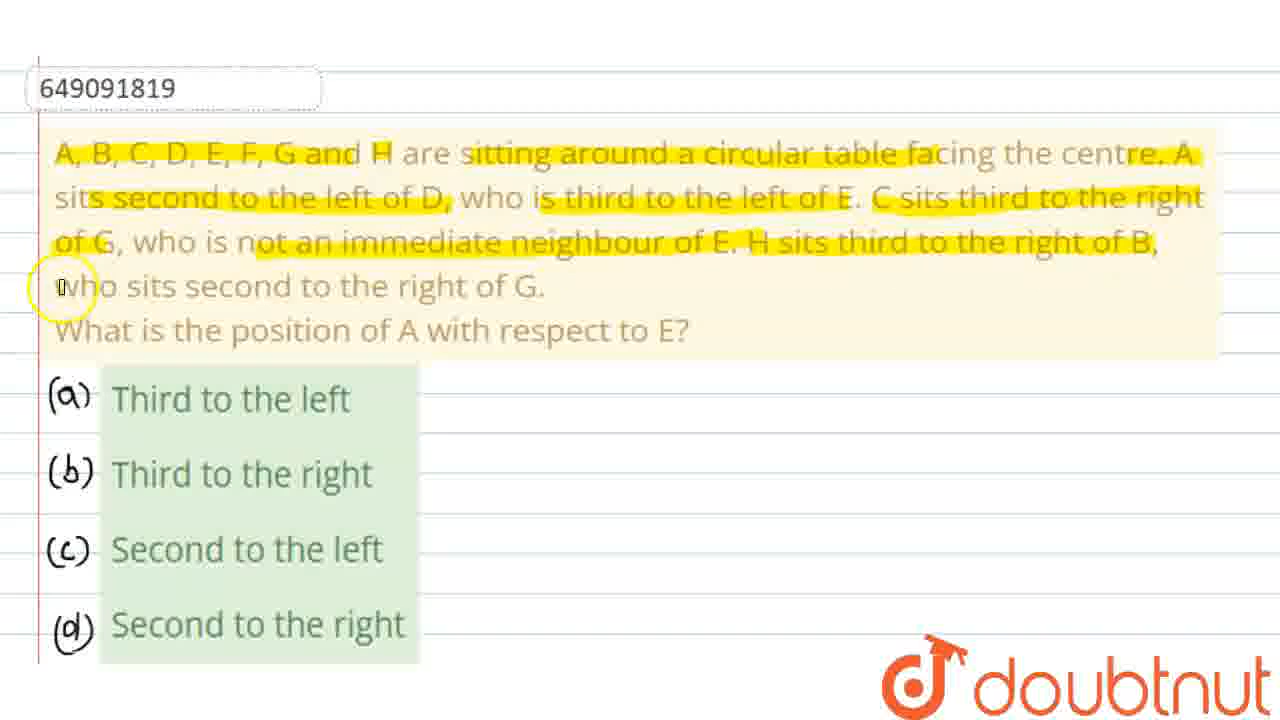 649091819
A, B, C, D, E, F, G and H are sitting around a circular table facing the centre. A
sits second to the left of D, who is third to the left of E. C sits third to the right
of G, who is not an immediate neighbour of E. H sits third to the right of B,
who sits second to the right of G.
What is the position of A with respect to E?
(a) Third to the left
(b) Third to the right
(c) Second to the left
(d) Second to the right
doubtnut